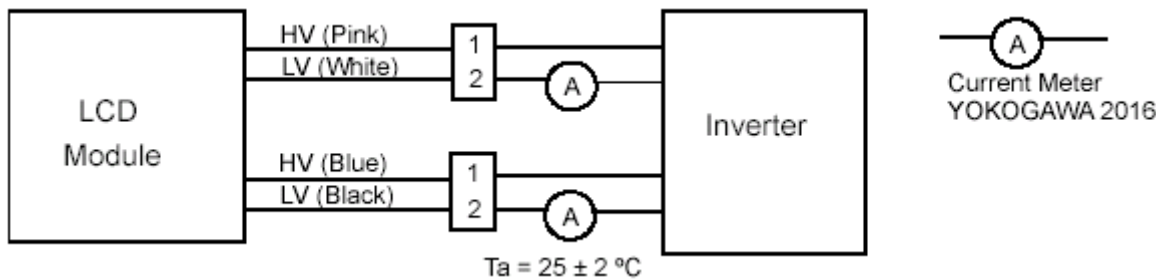 HV (Pink)
LV (White)
1
2
A
LCD
Module
HV (Blue)
LV (Black)
1
2
A
Inverter
Ta = 25 ± 2 ºC
A
Current Meter
YOKOGAWA 2016